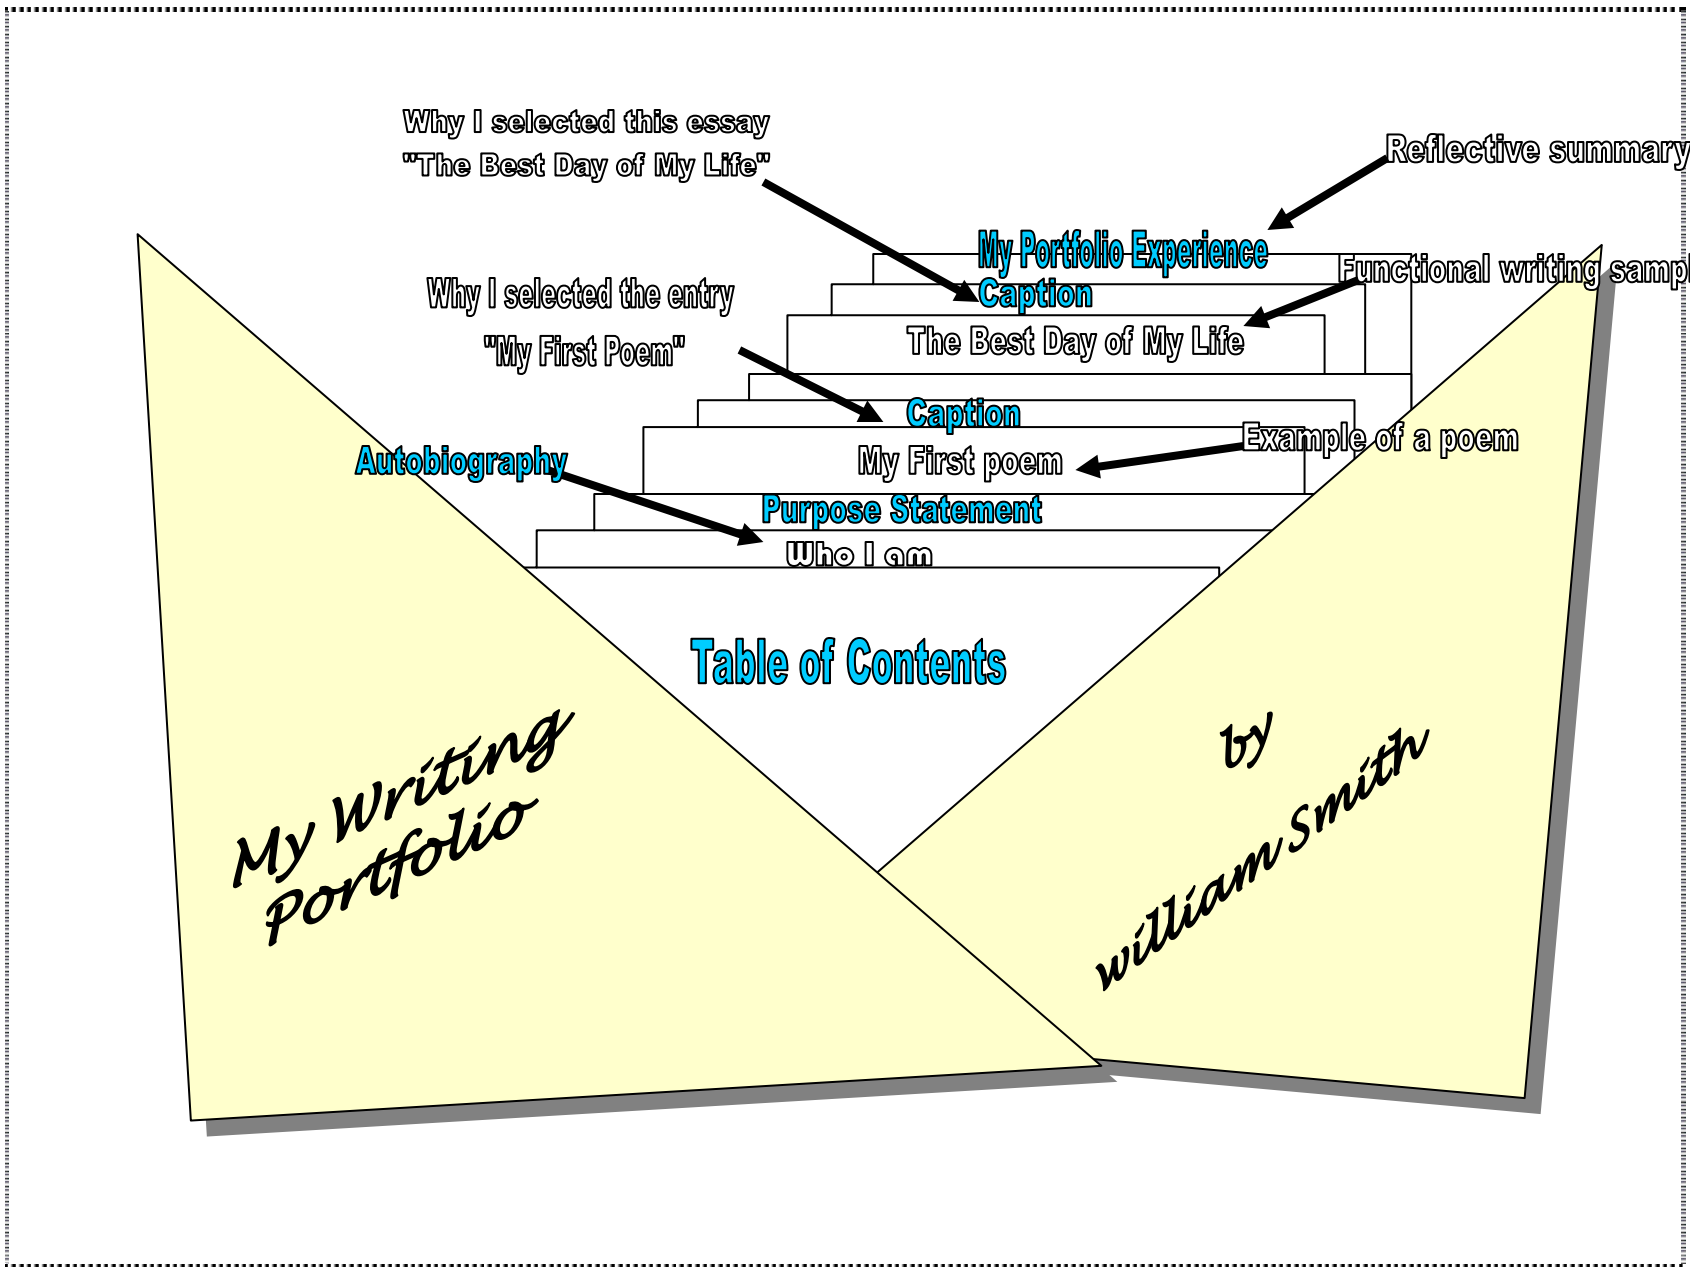 Why I selected this essay
"The Best Day of My Life"
Reflective summary
My Portfolio Experience
Functional writing
Caption
Why I selected the entry
"My First Poem"
The Best Day of My Life
Caption
Example of a poem
My First poem
Autobiography
Purpose Statement
Who I am
Table of Contents
My Writing
Portfolio
by
william Smith